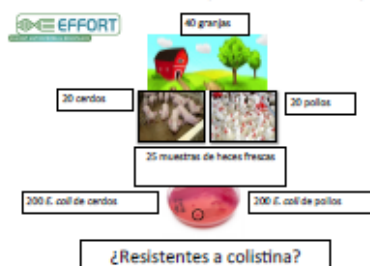 EFFORT
40 granjas
20 cerdos
20 pollos
25 muestras de heces frescas
200 E. coli de cerdos
200 E. coli de pollos
¿Resistentes a colistina?